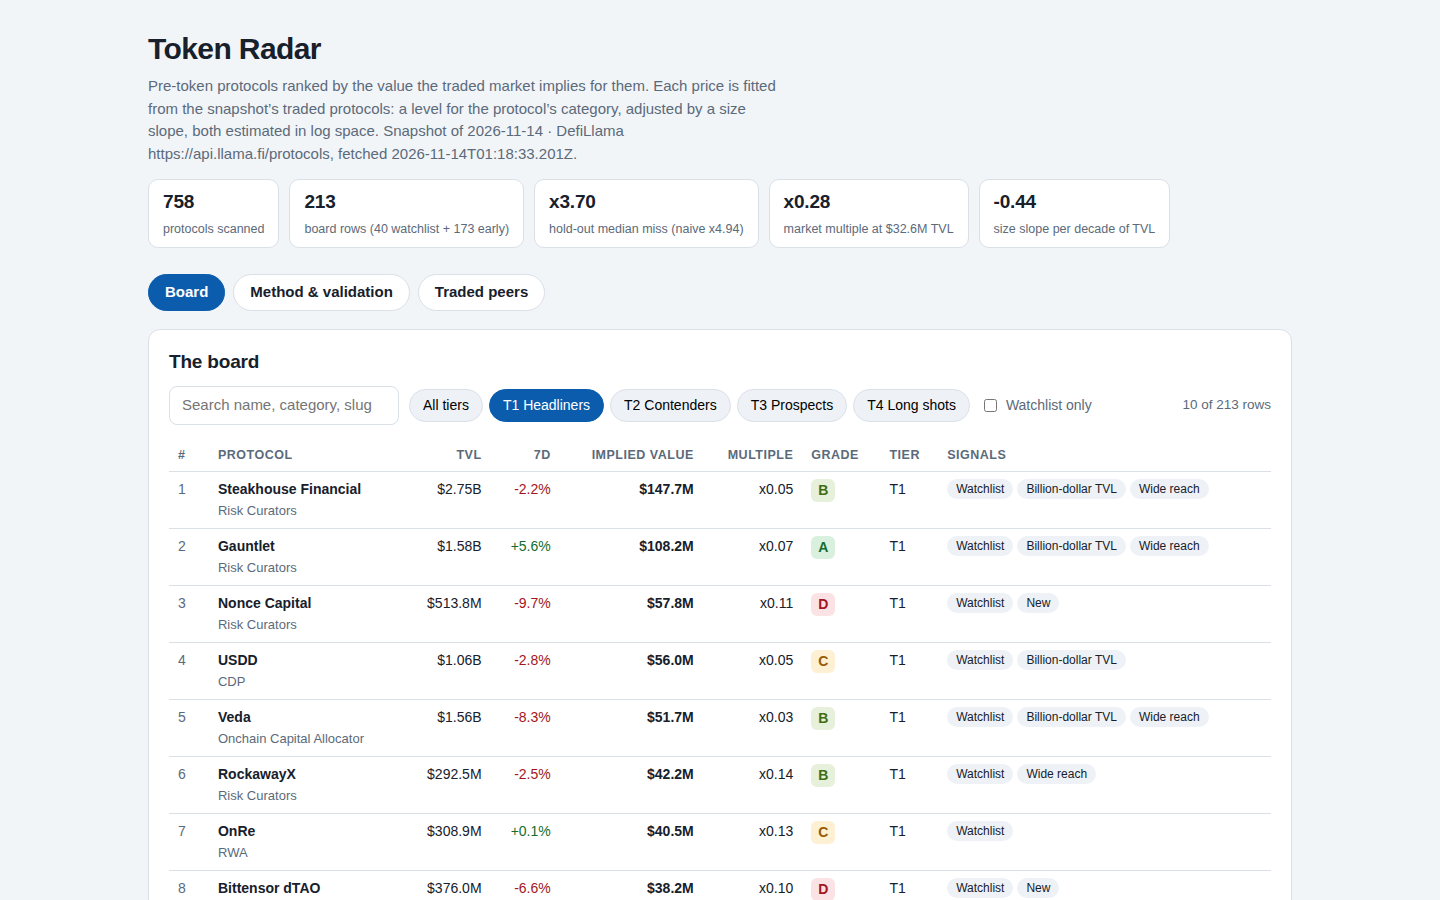 Token Radar
Pre-token protocols ranked by the value the traded market implies for them. Each price is fitted
from the snapshot's traded protocols: a level for the protocol's category, adjusted by a size
slope, both estimated in log space. Snapshot of 2026-11-14 · DefiLlama
https://api.llama.fi/protocols, fetched 2026-11-14T01:18:33.201Z.
758 213 x3.70 x0.28 -0.44
protocols scanned board rows (40 watchlist + 173 early) hold-out median miss (naive x4.94) market multiple at $32.6M TVL size slope per decade of TVL
Board Method & validation Traded peers
The board
Search name, category, slug All tiers T1 Headliners T2 Contenders T3 Prospects T4 Long shots Watchlist only 10 of 213 rows
# PROTOCOL TVL 7D IMPLIED VALUE MULTIPLE GRADE TIER SIGNALS
1 Steakhouse Financial $2.75B -2.2% $147.7M x0.05 B T1 Watchlist Billion-dollar TVL Wide reach
Risk Curators
2 Gauntlet $1.58B +5.6% $108.2M x0.07 A T1 Watchlist Billion-dollar TVL Wide reach
Risk Curators
3 Nonce Capital $513.8M -9.7% $57.8M x0.11 D T1 Watchlist New
Risk Curators
4 USDD $1.06B -2.8% $56.0M x0.05 C T1 Watchlist Billion-dollar TVL
CDP
5 Veda $1.56B -8.3% $51.7M x0.03 B T1 Watchlist Billion-dollar TVL Wide reach
Onchain Capital Allocator
6 RockawayX $292.5M -2.5% $42.2M x0.14 B T1 Watchlist Wide reach
Risk Curators
7 OnRe $308.9M +0.1% $40.5M x0.13 C T1 Watchlist
RWA
8 Bittensor dTAO $376.0M -6.6% $38.2M x0.10 D T1 Watchlist New